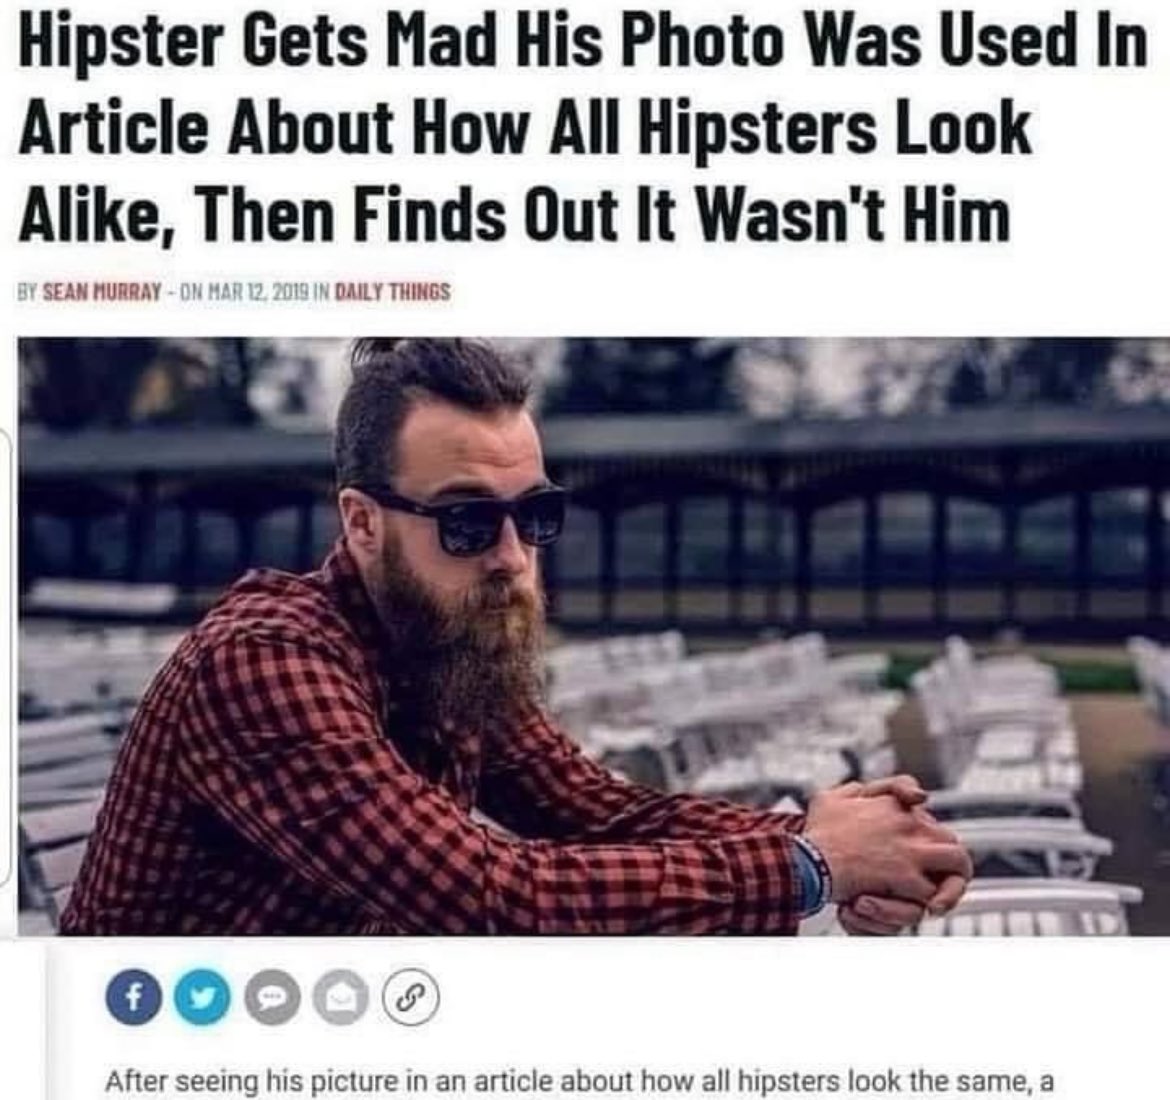 Hipster Gets Mad His Photo Was Used In
Article About How All Hipsters Look
Alike, Then Finds Out It Wasn't Him
BY SEAN MURRAY - ON MAR 12, 2019 IN DAILY THINGS
After seeing his picture in an article about how all hipsters look the same, a